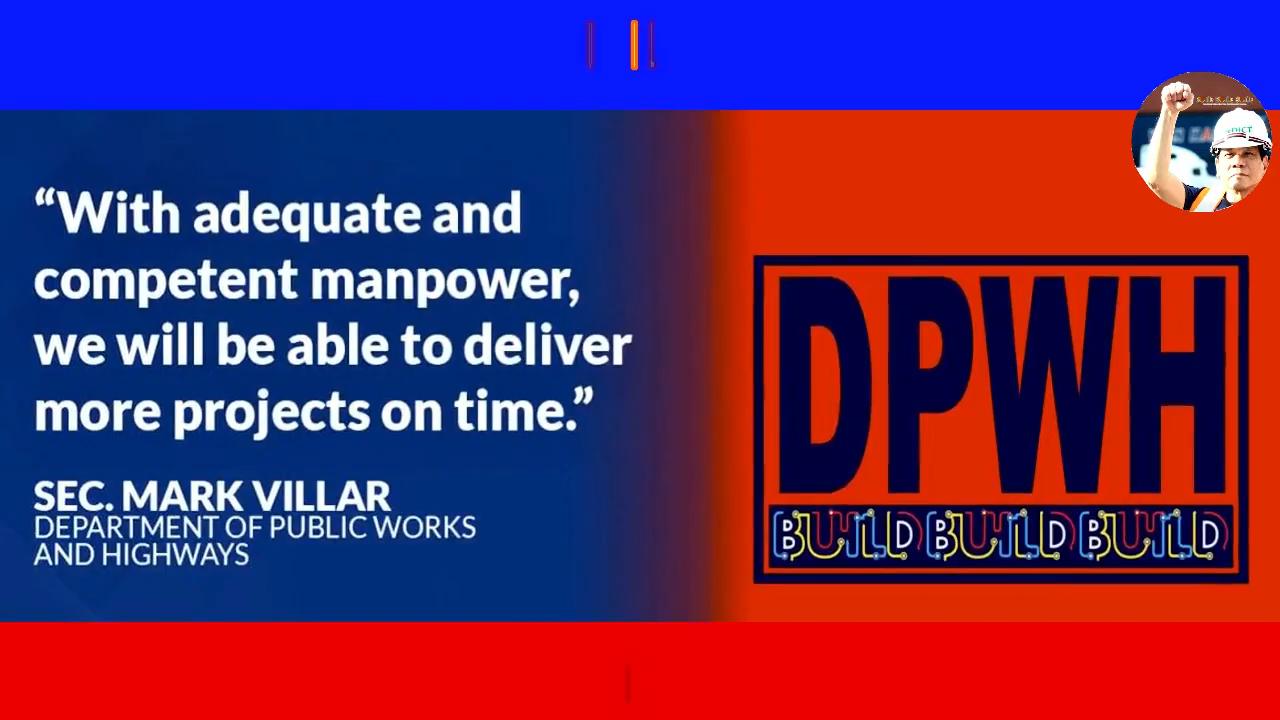 “With adequate and
competent manpower,
we will be able to deliver
more projects on time.”
SEC. MARK VILLAR
DEPARTMENT OF PUBLIC WORKS
AND HIGHWAYS
DICT
DPWH
BUILD BUILD BUILD